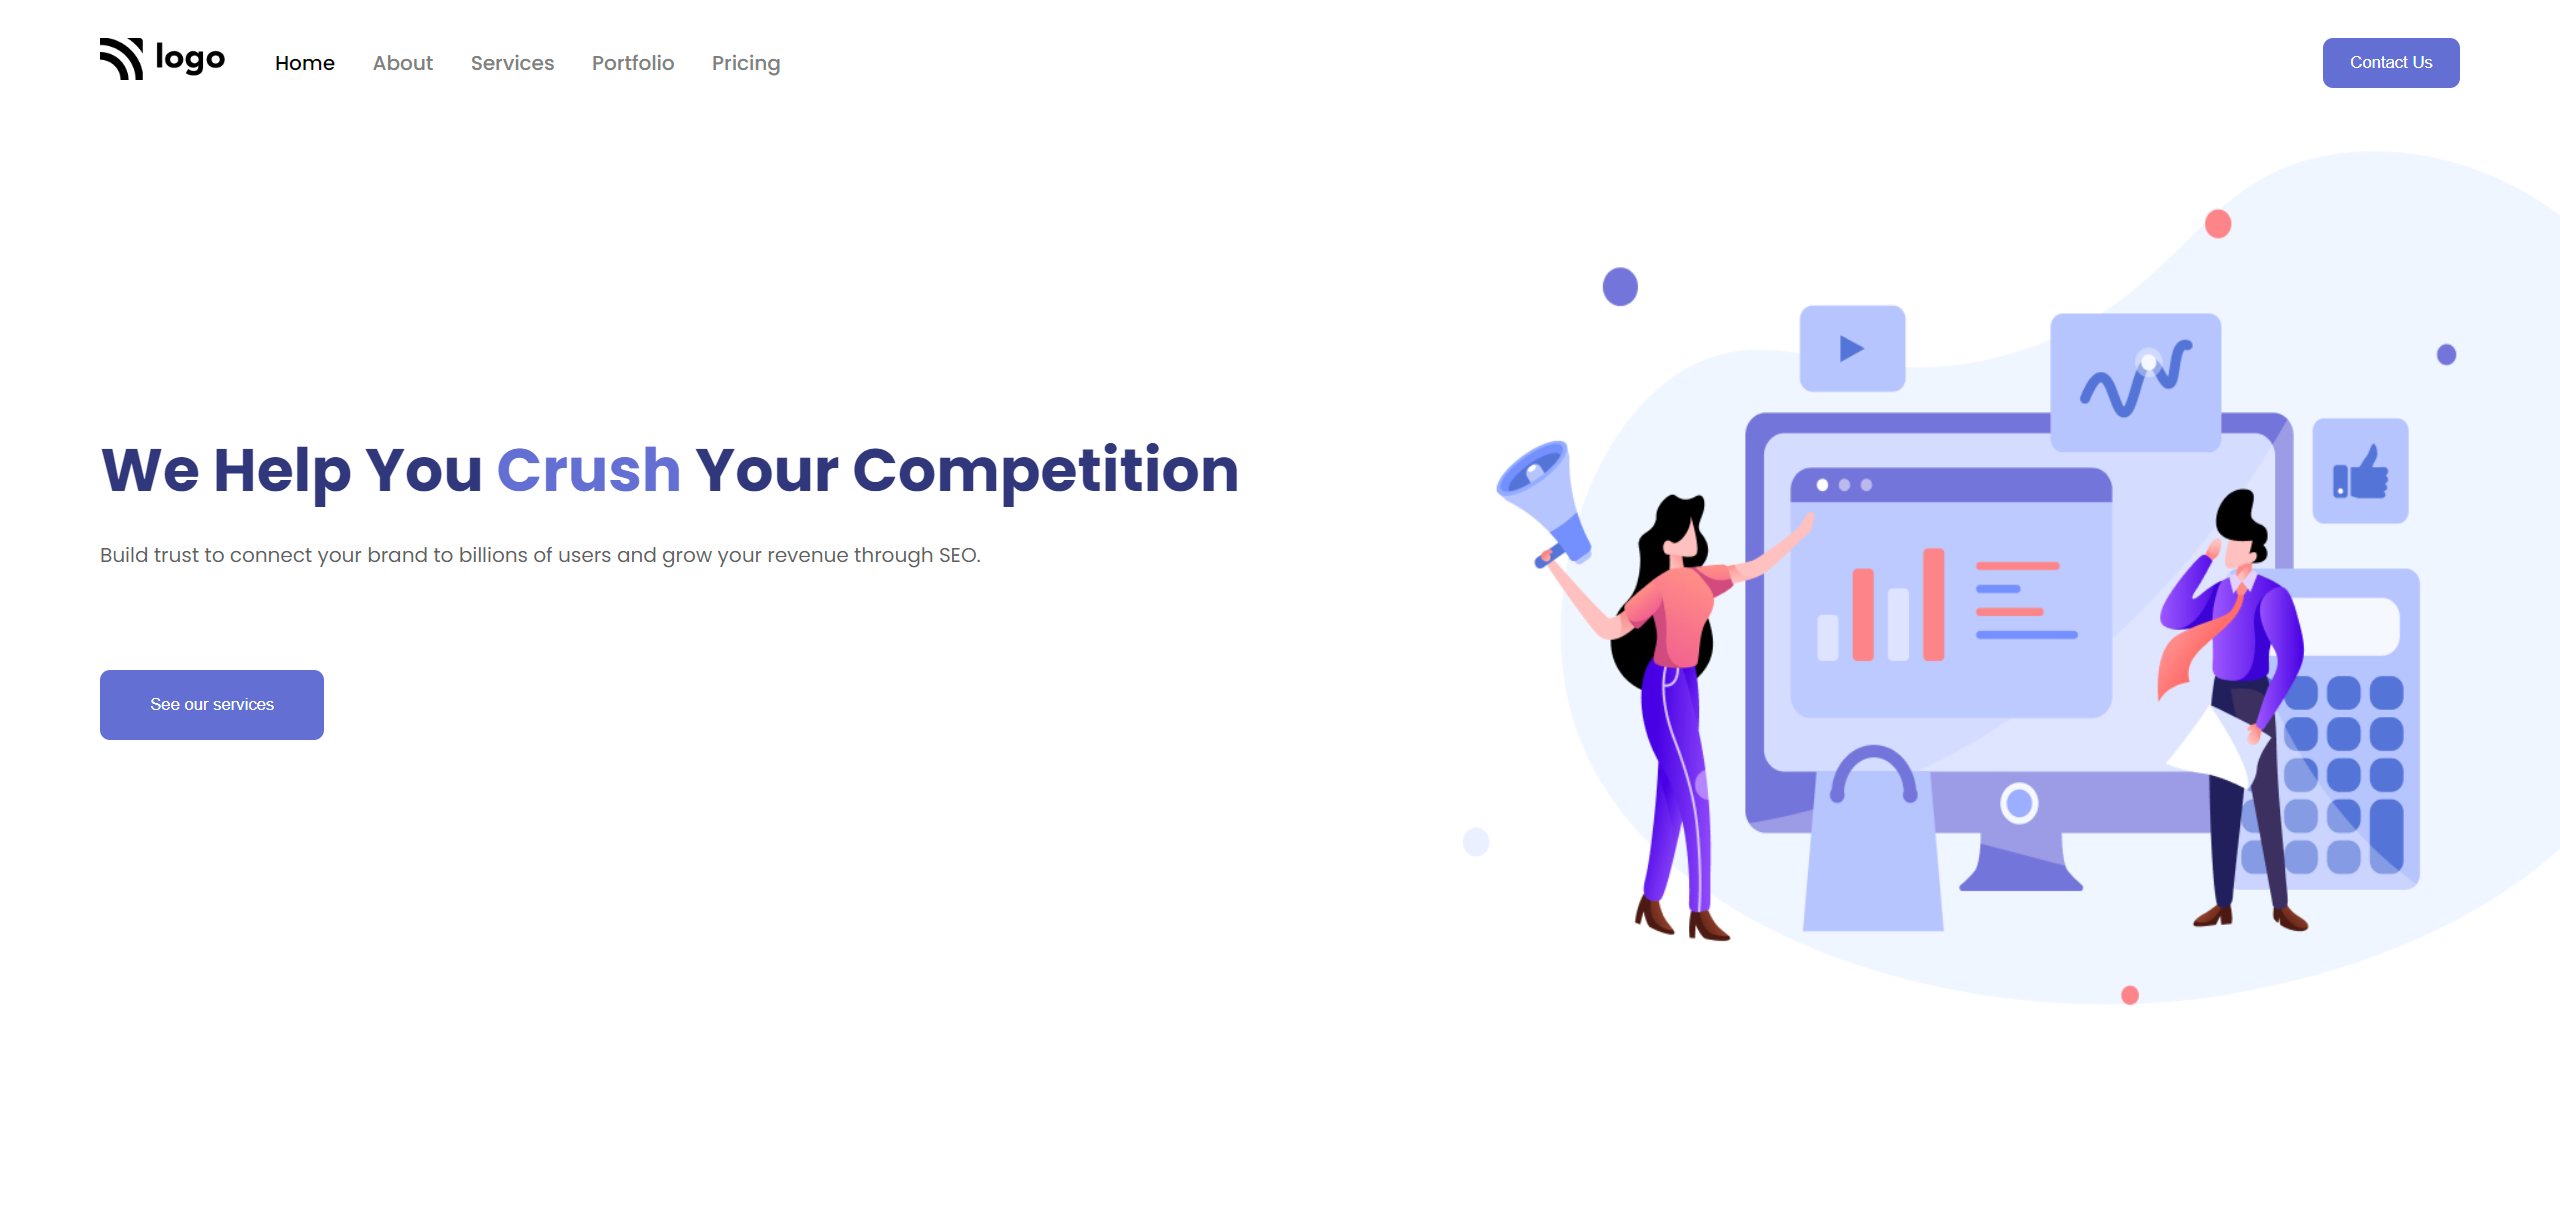 logo Home About Services Portfolio Pricing Contact Us
We Help You Crush Your Competition
Build trust to connect your brand to billions of users and grow your revenue through SEO.
See our services